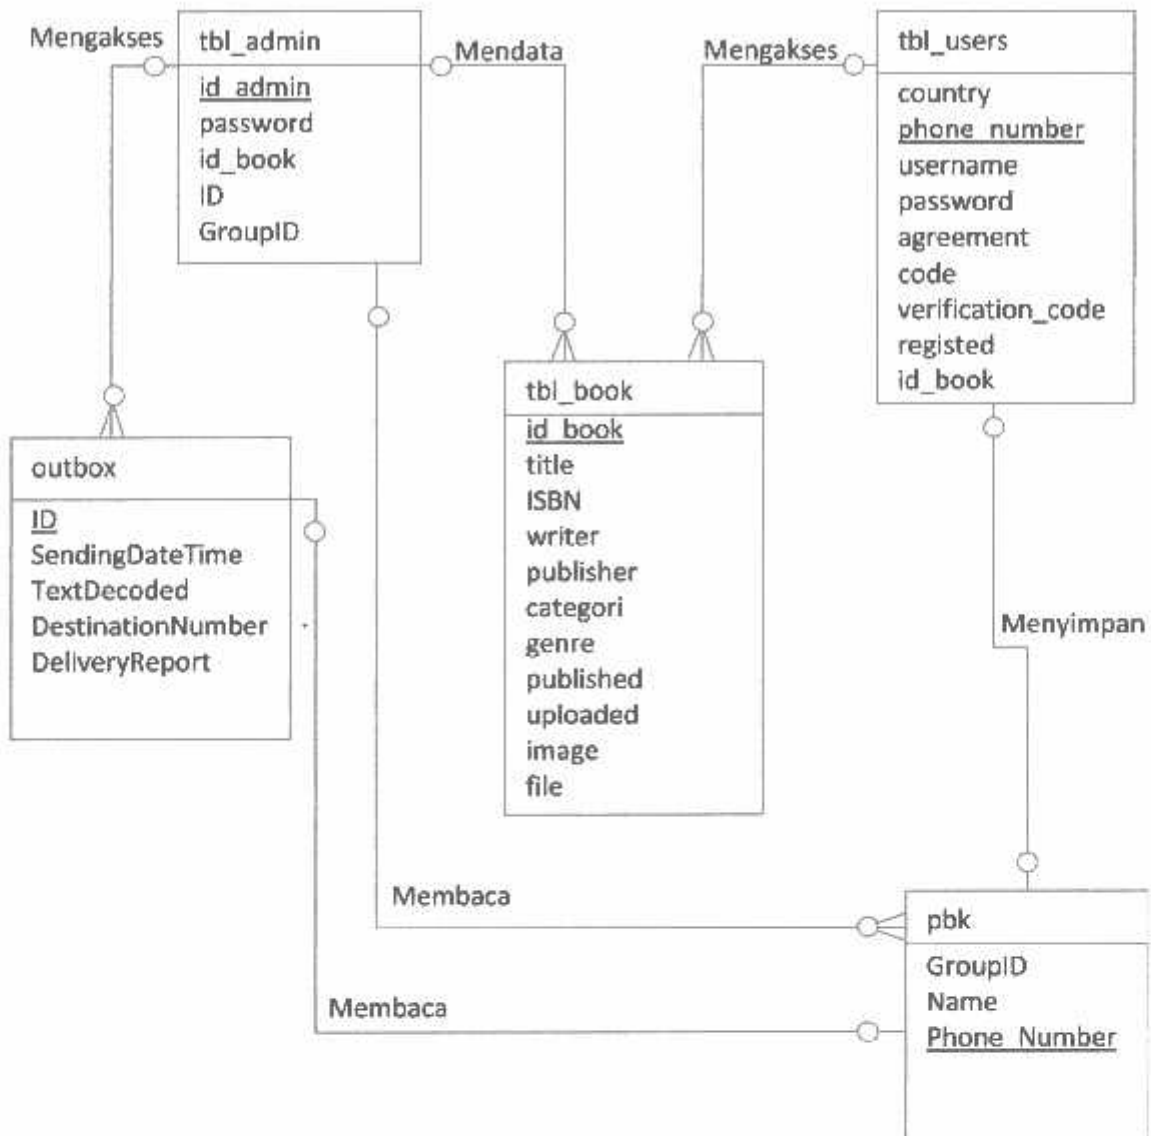 Mengakses
tbl_admin
id_admin
password
id_book
ID
GroupID
Mendata
Mengakses
tbl_users
country
phone_number
username
password
agreement
code
verification_code
registed
id_book
outbox
ID
SendingDateTime
TextDecoded
DestinationNumber
DeliveryReport
tbl_book
id_book
title
ISBN
writer
publisher
categori
genre
published
uploaded
image
file
Menyimpan
Membaca
Membaca
pbk
GroupID
Name
Phone_Number